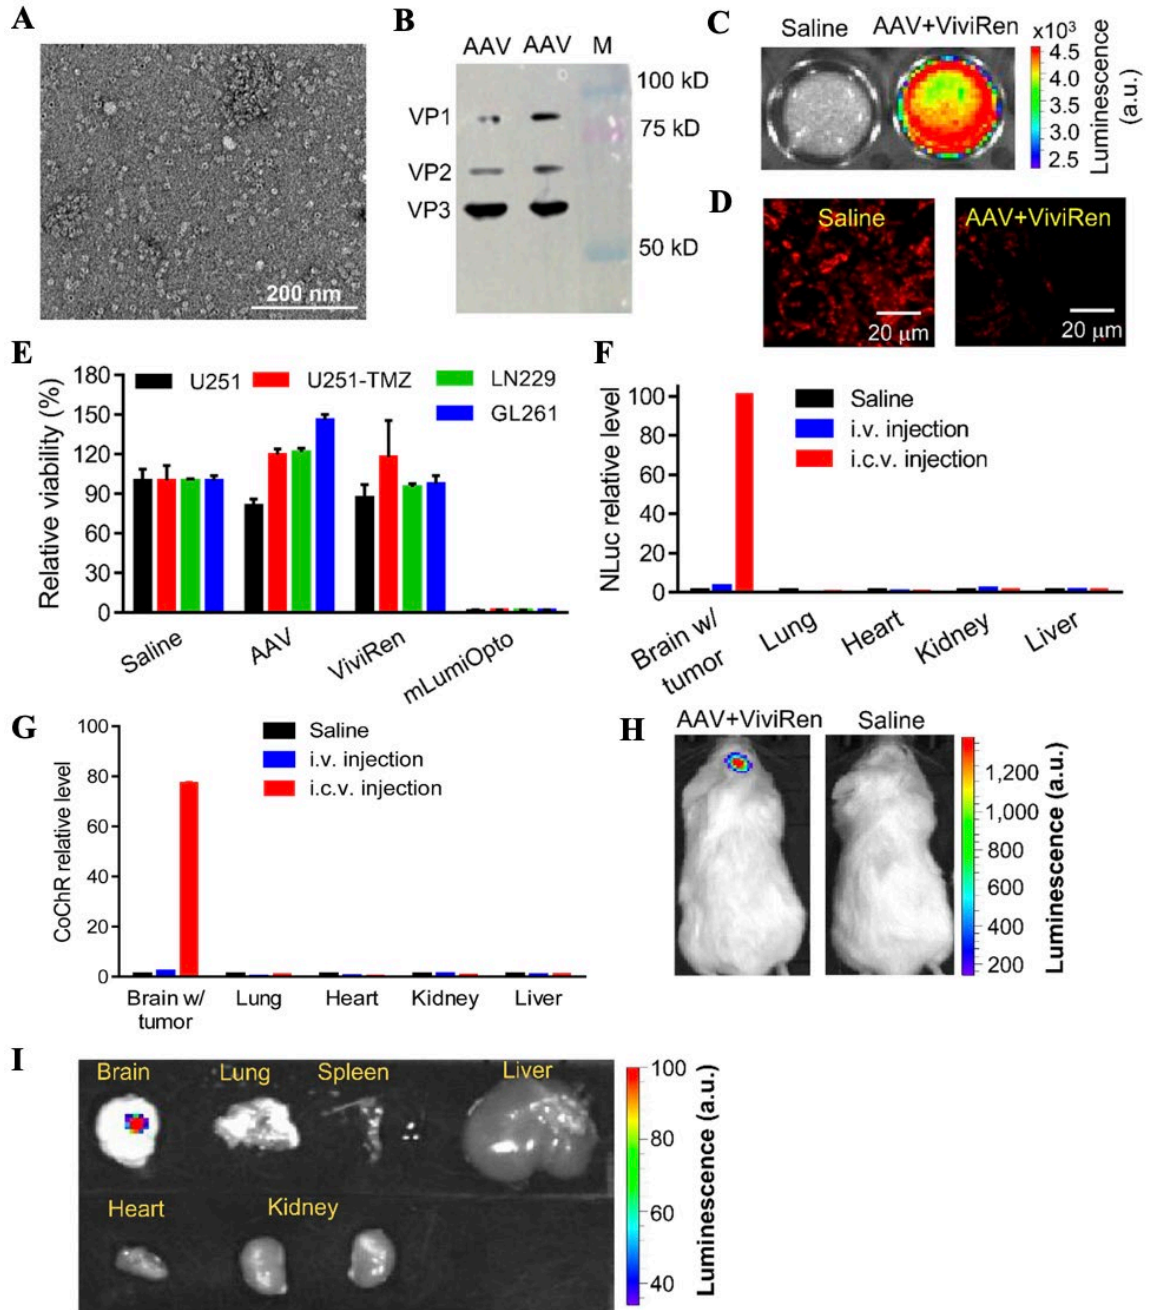 A
200 nm
B
AAV AAV M
100 kD
VP1
75 kD
VP2
VP3
50 kD
C
Saline AAV+ViviRen
x10³
4.5
4.0
3.5
3.0
2.5
Luminescence
(a.u.)
D
Saline
20 µm
AAV+ViviRen
20 µm
E
Relative viability (%)
180
150
120
90
60
30
0
U251 U251-TMZ LN229
GL261
Saline AAV ViviRen mLumiOpto
F
NLuc relative level
100
80
60
40
20
0
Saline
i.v. injection
i.c.v. injection
Brain w/ Lung Heart Kidney Liver
tumor
G
CoChR relative level
100
80
60
40
20
0
Saline
i.v. injection
i.c.v. injection
Brain w/ Lung Heart Kidney Liver
tumor
H
AAV+ViviRen Saline
1,200
1,000
800
600
400
200
Luminescence (a.u.)
I
Brain Lung Spleen Liver
Heart Kidney
100
80
60
40
Luminescence (a.u.)